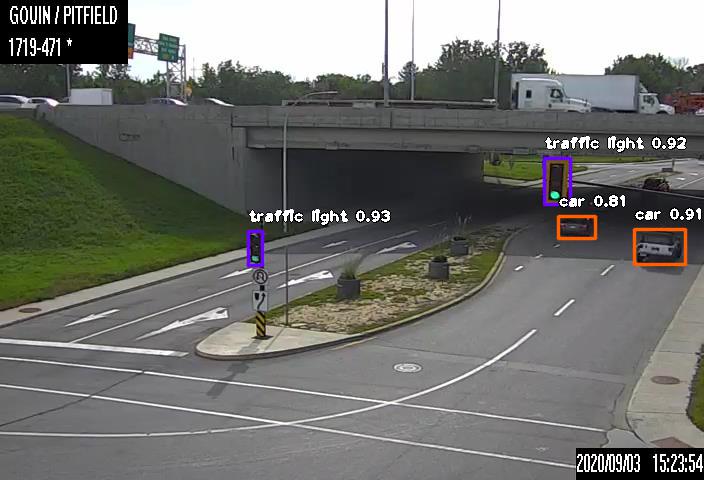 GOUIN / PITFIELD
1719-471 *
traffic light 0.92
car 0.81
car 0.91
traffic light 0.93
2020/09/03 15:23:54